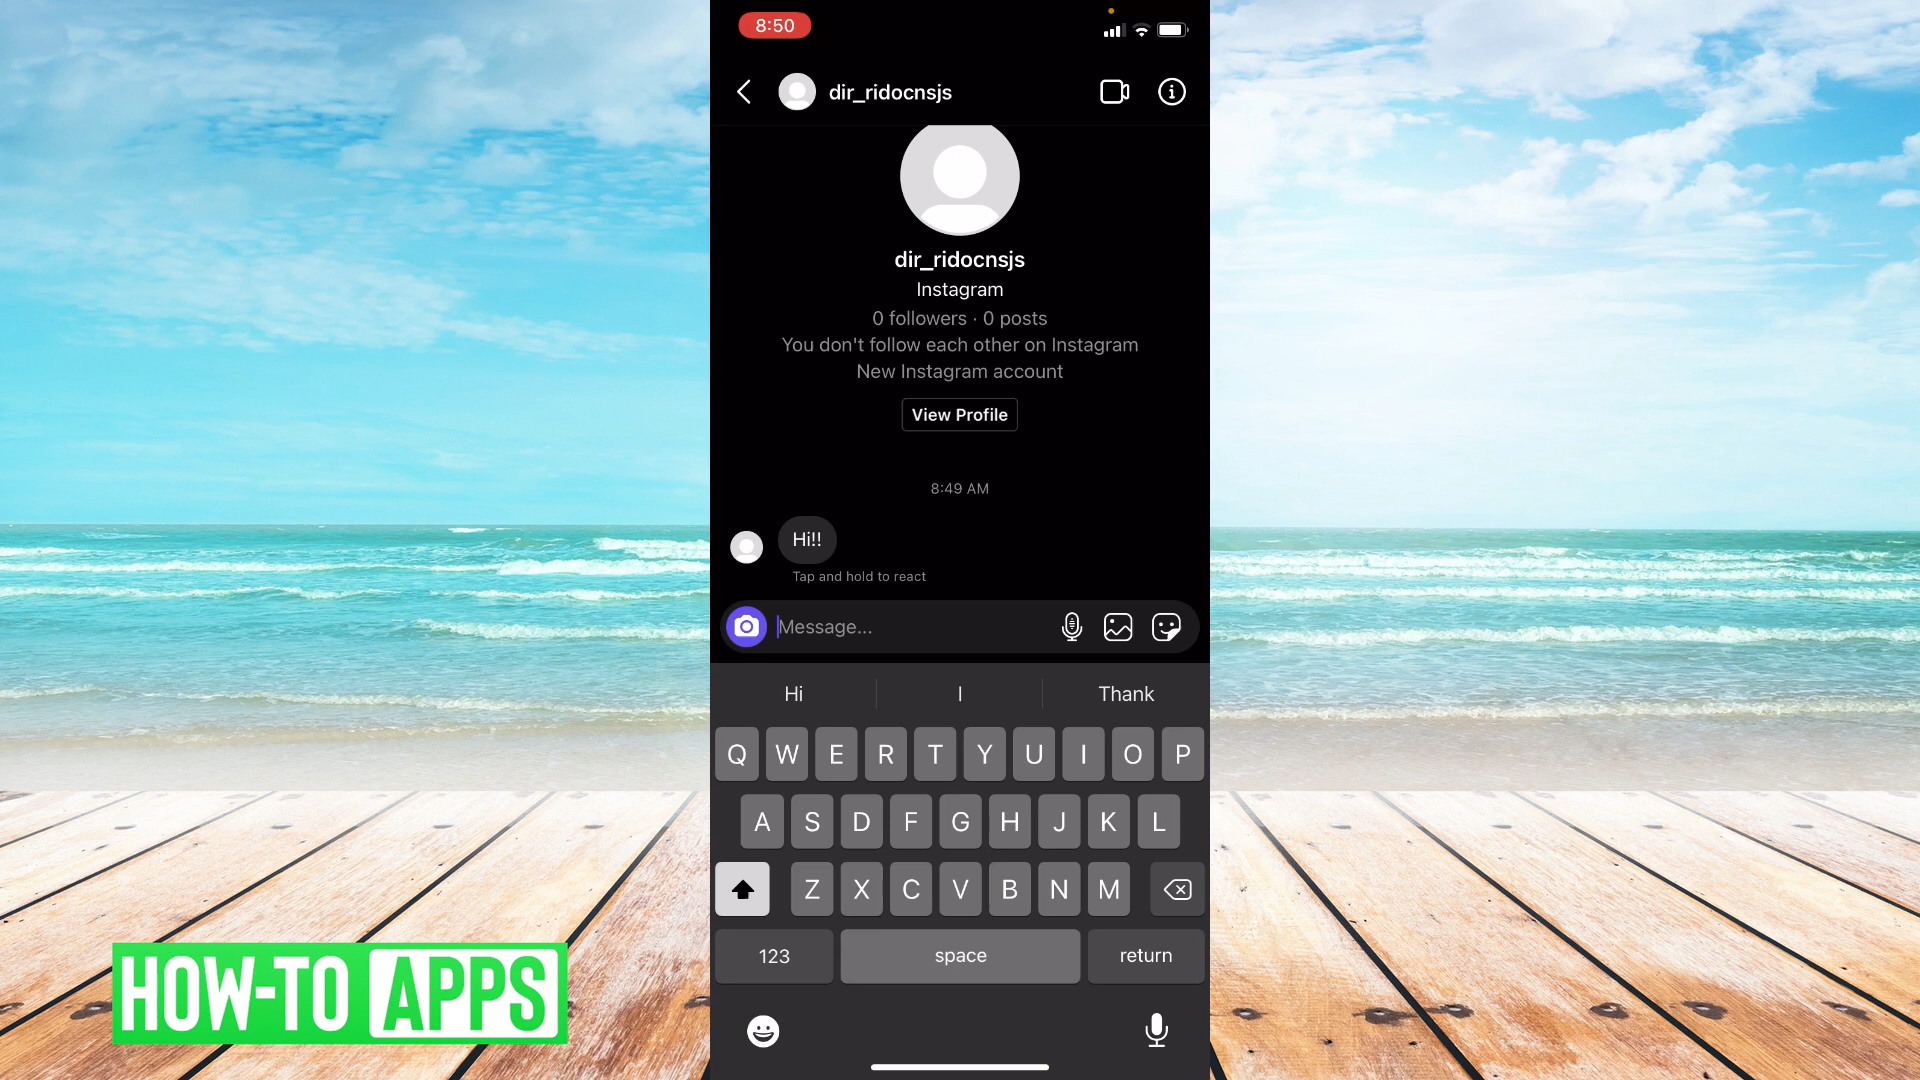 8:50
dir_ridocnsjs
dir_ridocnsjs
Instagram
0 followers · 0 posts
You don't follow each other on Instagram
New Instagram account
View Profile
8:49 AM
Hi!!
Tap and hold to react
Message...
Hi I Thank
Q W E R T Y U I O P
A S D F G H J K L
Z X C V B N M
123 space return
HOW-TO APPS